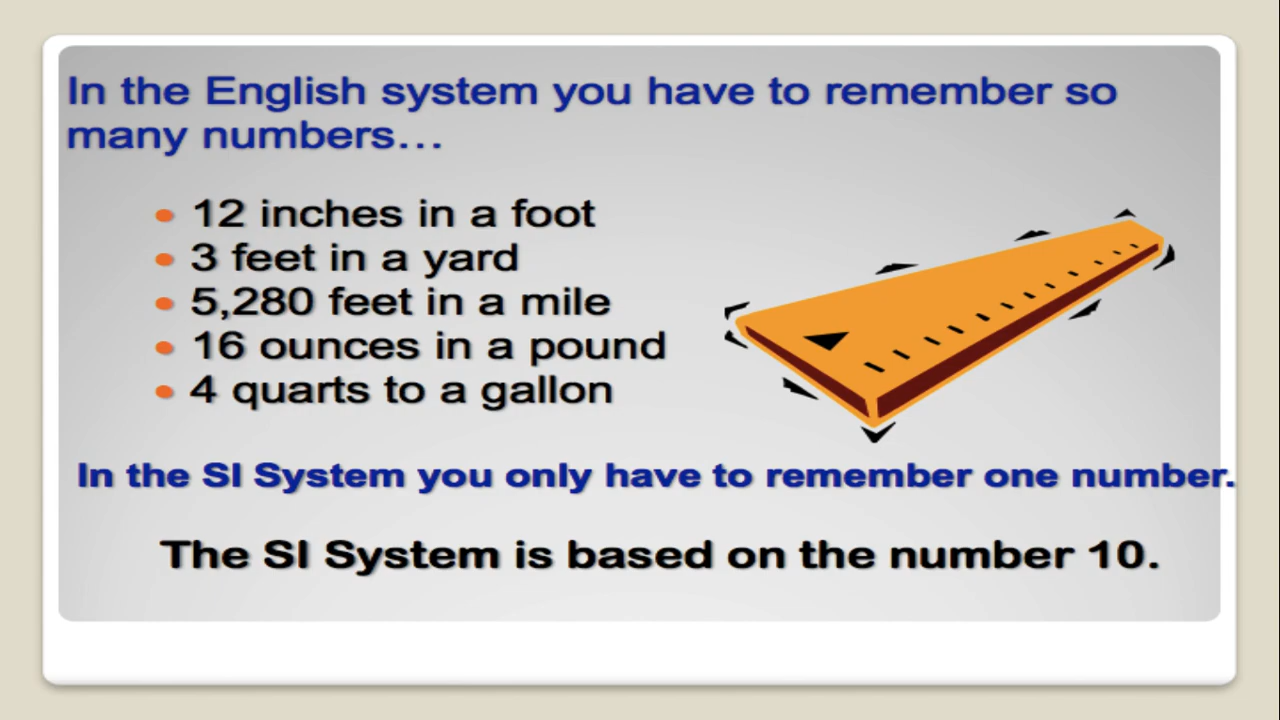 In the English system you have to remember so
many numbers...
12 inches in a foot
3 feet in a yard
5,280 feet in a mile
16 ounces in a pound
4 quarts to a gallon
In the SI System you only have to remember one number.
The SI System is based on the number 10.